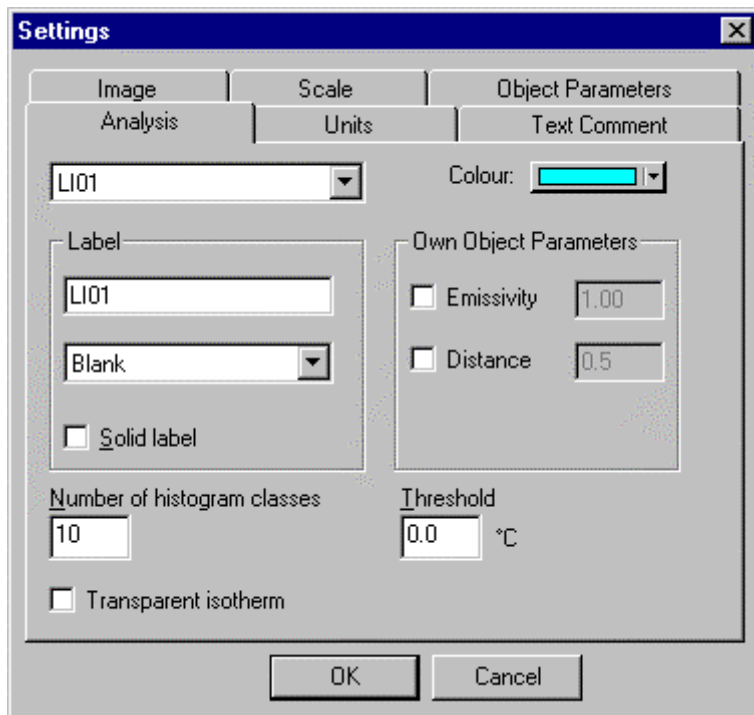 Settings
Image Scale Object Parameters
Analysis Units Text Comment
LI01 Colour:
Label Own Object Parameters
LI01 Emissivity 1.00
Blank Distance 0.5
Solid label
Number of histogram classes Threshold
10 0.0 °C
Transparent isotherm
OK Cancel